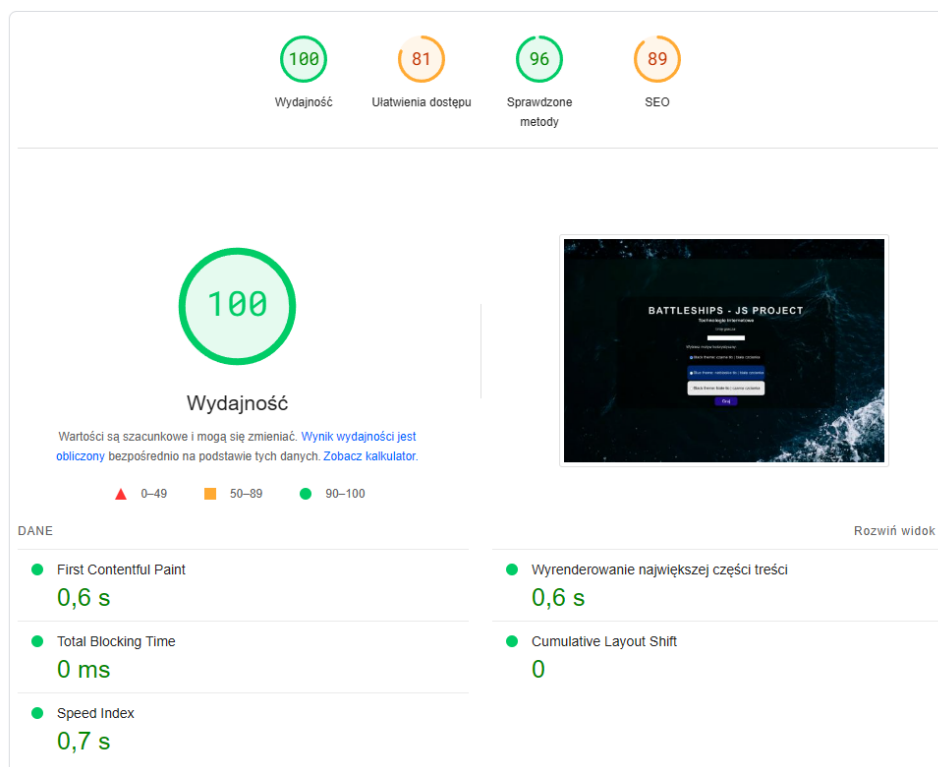 100
81
96
89
Wydajność
Ułatwienia dostępu
Sprawdzone
metody
SEO
100
Wydajność
Wartości są szacunkowe i mogą się zmieniać. Wynik wydajności jest
obliczony bezpośrednio na podstawie tych danych. Zobacz kalkulator.
0–49
50–89
90–100
BATTLESHIPS - JS PROJECT
Technologie Internetowe
DANE
Rozwiń widok
First Contentful Paint
0,6 s
Wyrenderowanie największej części treści
0,6 s
Total Blocking Time
0 ms
Cumulative Layout Shift
0
Speed Index
0,7 s